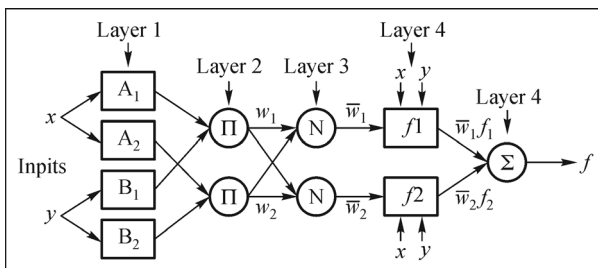 Layer 1
Layer 4
Layer 2
Layer 3
x y
Layer 4
A₁
x
A₂
Π
w₁
N
w̅₁
f1
w̅₁f₁
Inpits
B₁
Σ
f
y
B₂
Π
w₂
N
w̅₂
f2
w̅₂f₂
x y